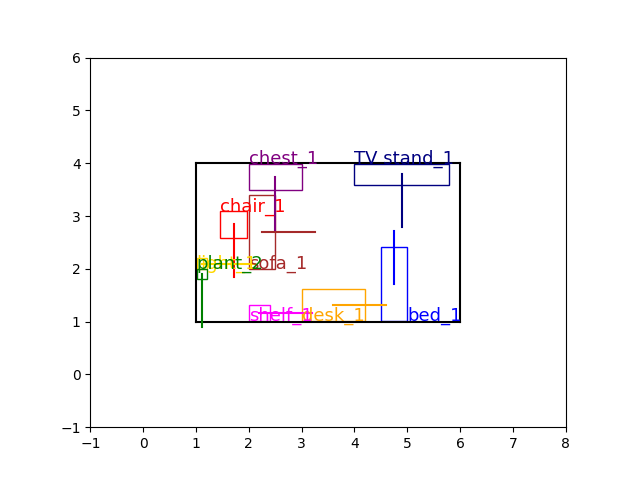 6
5
4
3
2
1
0
−1
−1 0 1 2 3 4 5 6 7 8
chest_1
TV stand_1
chair_1
plant_2
sofa_1
shelf_1
desk_1
bed_1